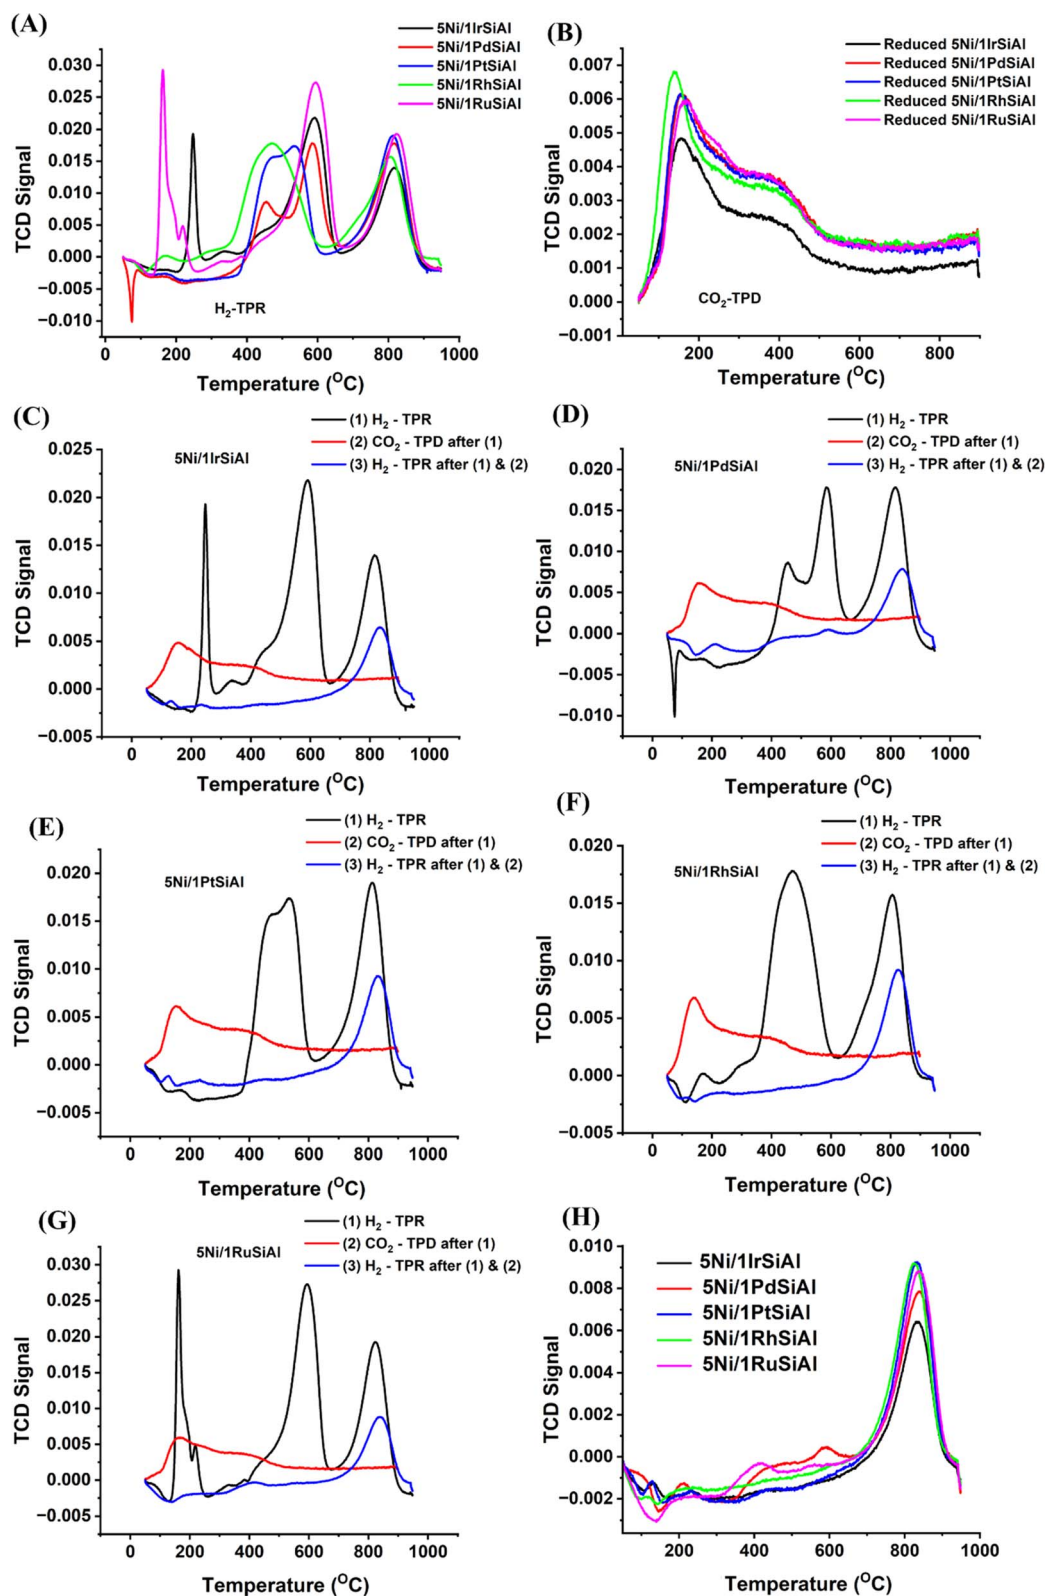 (A)
5Ni/1IrSiAl
5Ni/1PdSiAl
5Ni/1PtSiAl
5Ni/1RhSiAl
5Ni/1RuSiAl
0.030
0.025
0.020
0.015
0.010
0.005
0.000
−0.005
−0.010
TCD Signal
H₂-TPR
0 200 400 600 800 1000
Temperature (ᴼC)
(B)
Reduced 5Ni/1IrSiAl
Reduced 5Ni/1PdSiAl
Reduced 5Ni/1PtSiAl
Reduced 5Ni/1RhSiAl
Reduced 5Ni/1RuSiAl
0.007
0.006
0.005
0.004
0.003
0.002
0.001
0.000
−0.001
TCD Signal
CO₂-TPD
200 400 600 800
Temperature (ᴼC)
(C)
(1) H₂ - TPR
(2) CO₂ - TPD after (1)
(3) H₂ - TPR after (1) & (2)
5Ni/1IrSiAl
0.025
0.020
0.015
0.010
0.005
0.000
−0.005
TCD Signal
0 200 400 600 800 1000
Temperature (ᴼC)
(D)
(1) H₂ - TPR
(2) CO₂ - TPD after (1)
(3) H₂ - TPR after (1) & (2)
5Ni/1PdSiAl
0.020
0.015
0.010
0.005
0.000
−0.005
−0.010
TCD Signal
0 200 400 600 800 1000
Temperature (ᴼC)
(E)
(1) H₂ - TPR
(2) CO₂ - TPD after (1)
(3) H₂ - TPR after (1) & (2)
5Ni/1PtSiAl
0.020
0.015
0.010
0.005
0.000
−0.005
TCD Signal
0 200 400 600 800 1000
Temperature (ᴼC)
(F)
(1) H₂ - TPR
(2) CO₂ - TPD after (1)
(3) H₂ - TPR after (1) & (2)
5Ni/1RhSiAl
0.020
0.015
0.010
0.005
0.000
−0.005
TCD Signal
0 200 400 600 800 1000
Temperature (ᴼC)
(G)
(1) H₂ - TPR
(2) CO₂ - TPD after (1)
(3) H₂ - TPR after (1) & (2)
5Ni/1RuSiAl
0.030
0.025
0.020
0.015
0.010
0.005
0.000
−0.005
TCD Signal
0 200 400 600 800 1000
Temperature (ᴼC)
(H)
5Ni/1IrSiAl
5Ni/1PdSiAl
5Ni/1PtSiAl
5Ni/1RhSiAl
5Ni/1RuSiAl
0.010
0.008
0.006
0.004
0.002
0.000
−0.002
TCD Signal
200 400 600 800 1000
Temperature (ᴼC)